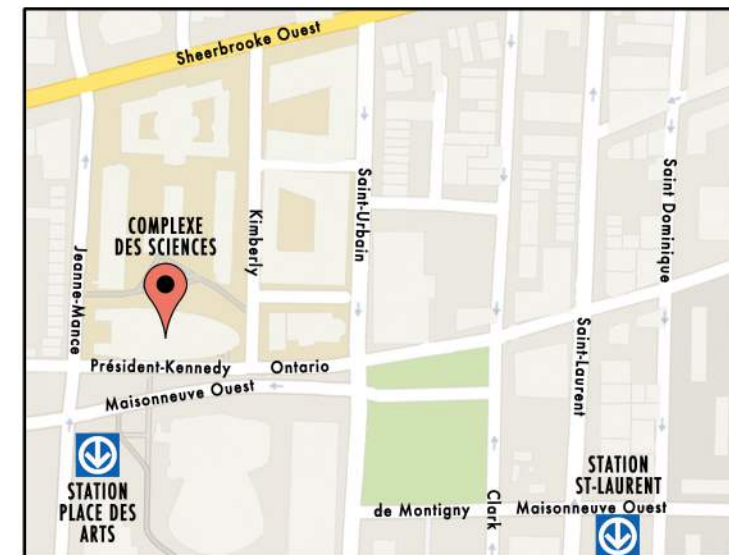 Sheerbrooke Ouest
COMPLEXE
DES SCIENCES
Jeanne-Mance
Kimberly
Saint-Urbain
Clark
Saint-Laurent
Saint Dominique
Président-Kennedy
Ontario
Maisonneuve Ouest
STATION
PLACE DES
ARTS
de Montigny
Maisonneuve Ouest
STATION
ST-LAURENT